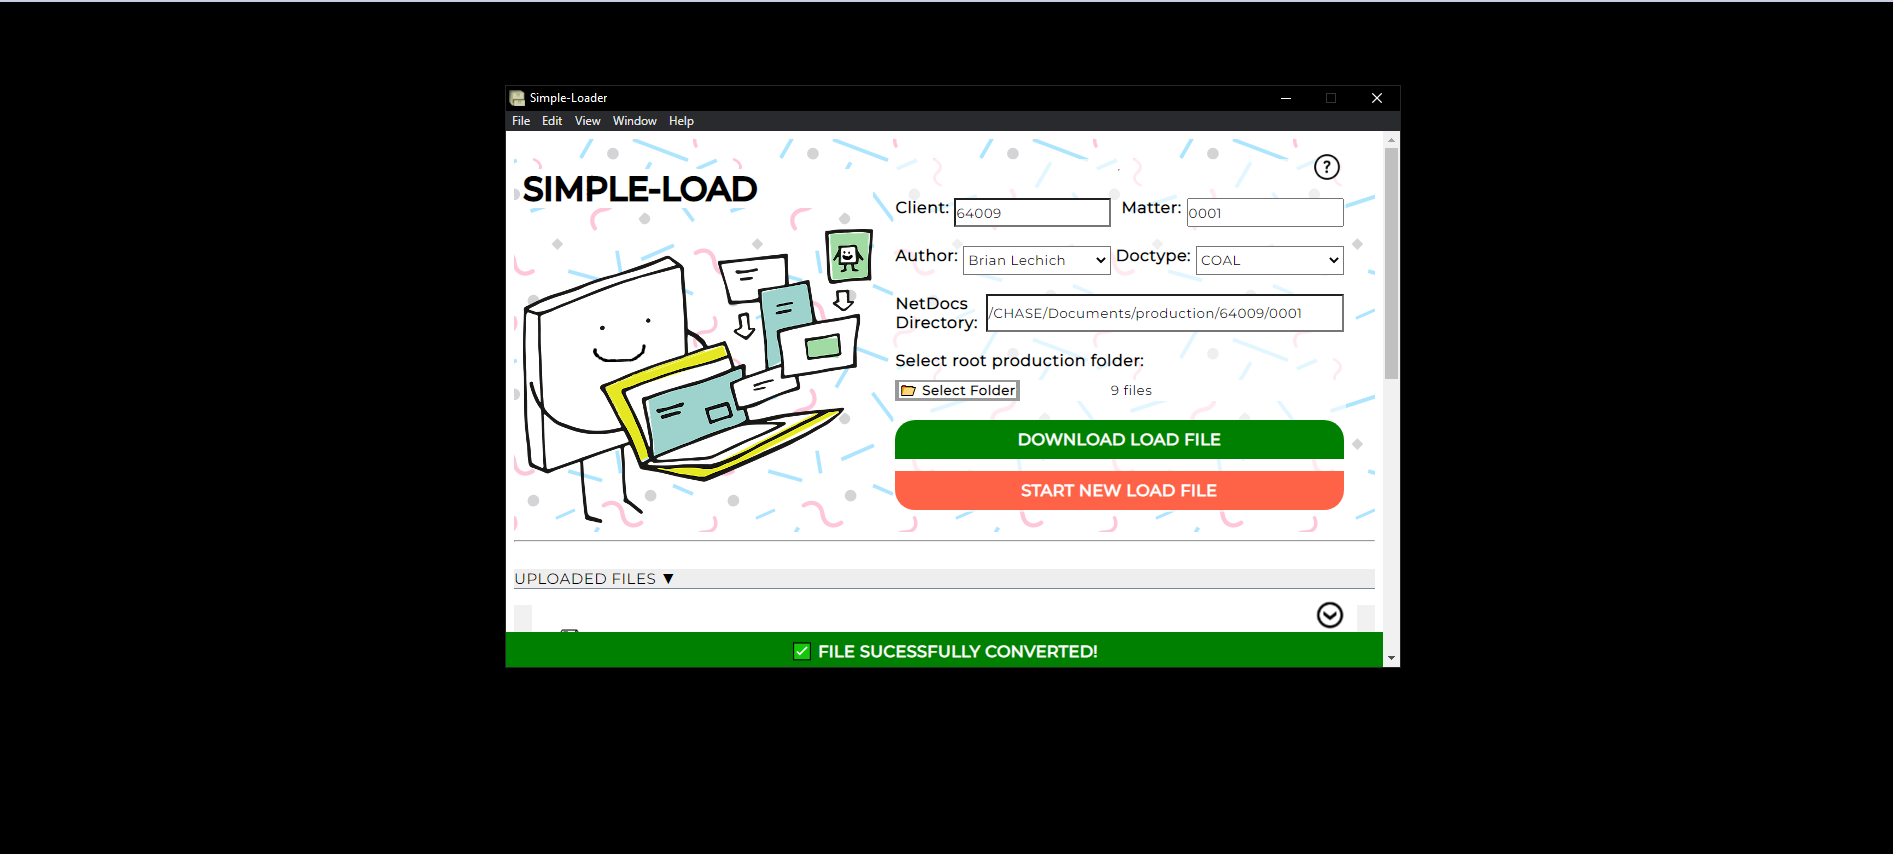 Simple-Loader
File Edit View Window Help
SIMPLE-LOAD
?
Client: 64009 Matter: 0001
Author: Brian Lechich Doctype: COAL
NetDocs
Directory: /CHASE/Documents/production/64009/0001
Select root production folder:
Select Folder 9 files
DOWNLOAD LOAD FILE
START NEW LOAD FILE
UPLOADED FILES ▼
FILE SUCESSFULLY CONVERTED!